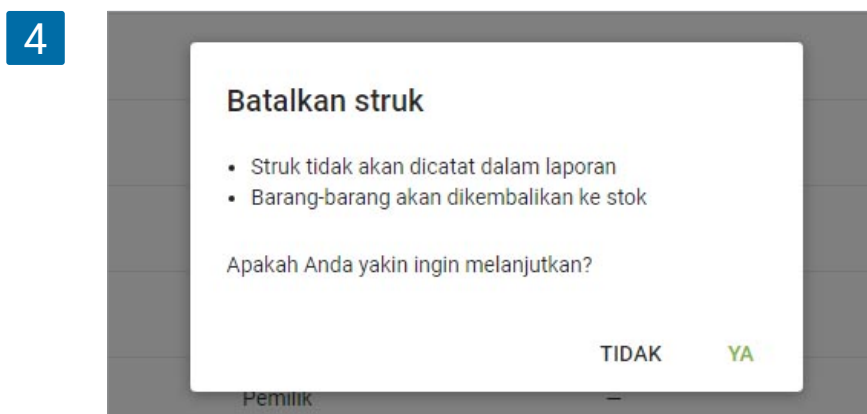 4
Batalkan struk
• Struk tidak akan dicatat dalam laporan
• Barang-barang akan dikembalikan ke stok
Apakah Anda yakin ingin melanjutkan?
TIDAK YA
Pemilik —